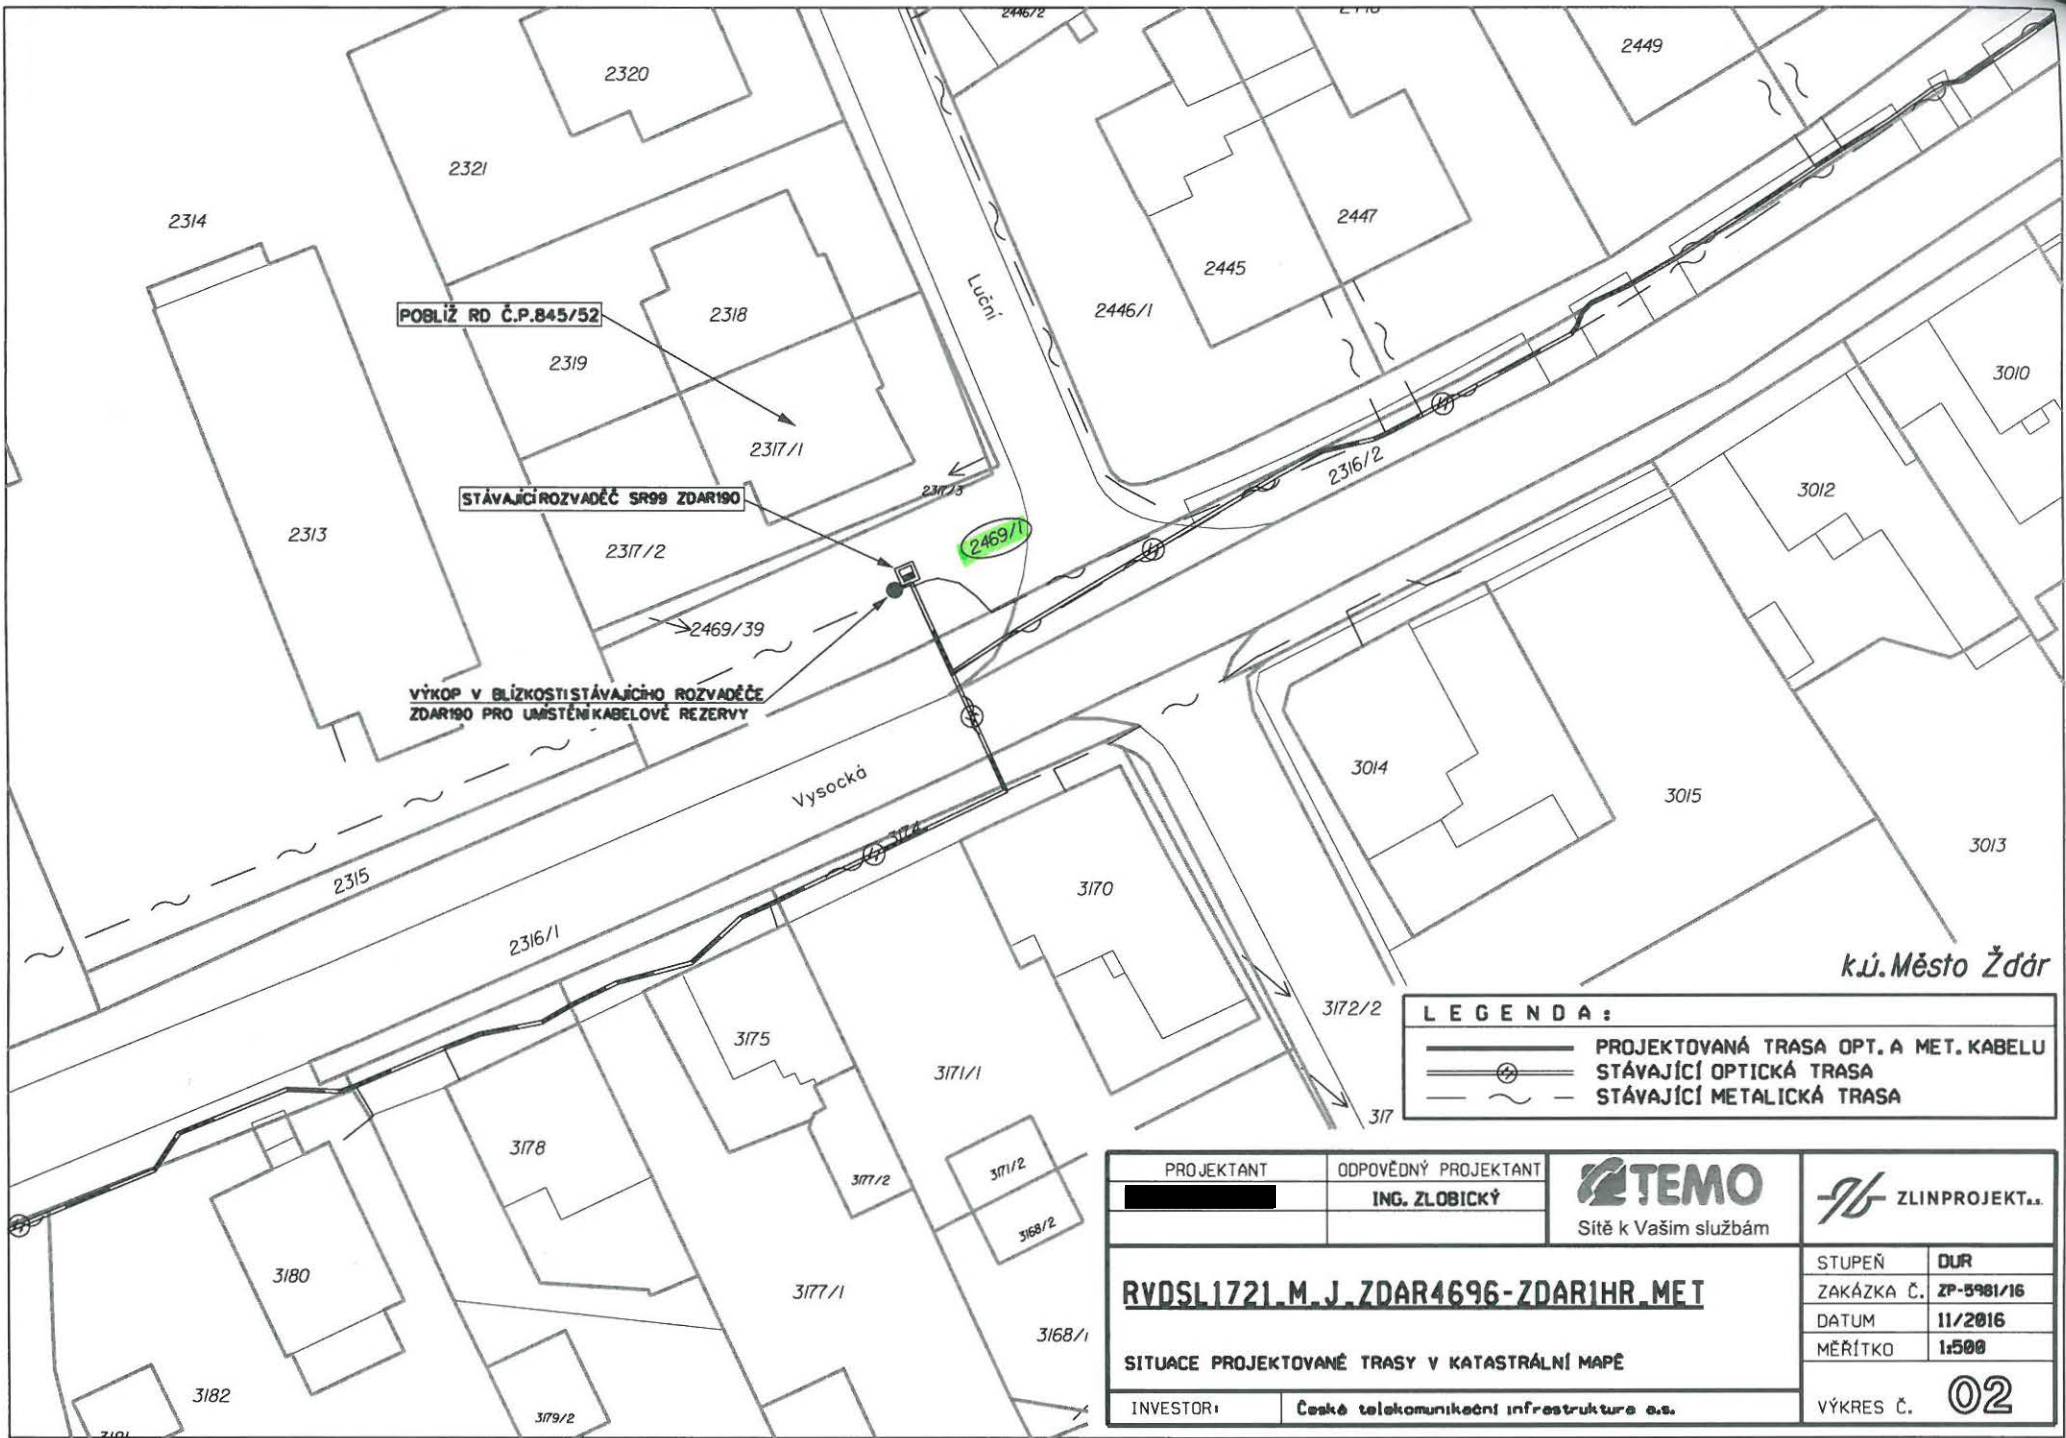 2446/2
2449
2320
2321
2314
2447
2445
Luční
2446/1
POBLÍŽ RD Č.P.845/52
2318
2319
3010
2317/1
2316/2
2317/3
3012
STÁVAJÍCÍ ROZVADĚČ SR99 ZDAR190
2313
2317/2
2469/1
2469/39
VÝKOP V BLÍZKOSTI STÁVAJÍCÍHO ROZVADĚČE
ZDAR190 PRO UMÍSTĚNÍ KABELOVÉ REZERVY
Vysocká
3014
3015
3174
3013
2315
3170
2316/1
k.ú. Město Žďár
3172/2
3175
3171/1
317
3178
3177/2
3171/2
3168/2
3180
3177/1
3168/1
3182
3179/2
LEGENDA:
PROJEKTOVANÁ TRASA OPT. A MET. KABELU
STÁVAJÍCÍ OPTICKÁ TRASA
STÁVAJÍCÍ METALICKÁ TRASA
PROJEKTANT
ODPOVĚDNÝ PROJEKTANT
ING. ZLOBICKÝ
TEMO
Sítě k Vašim službám
ZLINPROJEKT a.s.
RVDSL1721_M_J_ZDAR4696-ZDAR1HR_MET
SITUACE PROJEKTOVANÉ TRASY V KATASTRÁLNÍ MAPĚ
INVESTOR:
Česká telekomunikační infrastruktura a.s.
STUPEŇ
DUR
ZAKÁZKA Č.
ZP-5981/16
DATUM
11/2016
MĚŘÍTKO
1:500
VÝKRES Č.
02